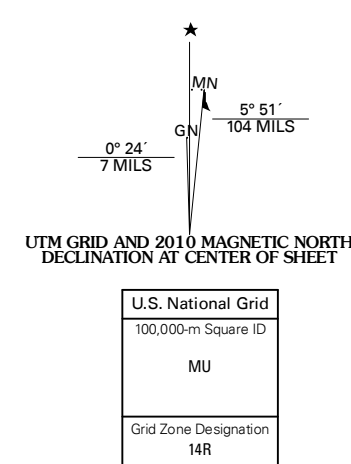 MN
5° 51´
104 MILS
GN
0° 24´
7 MILS
UTM GRID AND 2010 MAGNETIC NORTH
DECLINATION AT CENTER OF SHEET
U.S. National Grid
100,000-m Square ID
MU
Grid Zone Designation
14R